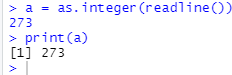 > a = as.integer(readline())
273
> print(a)
[1] 273
>